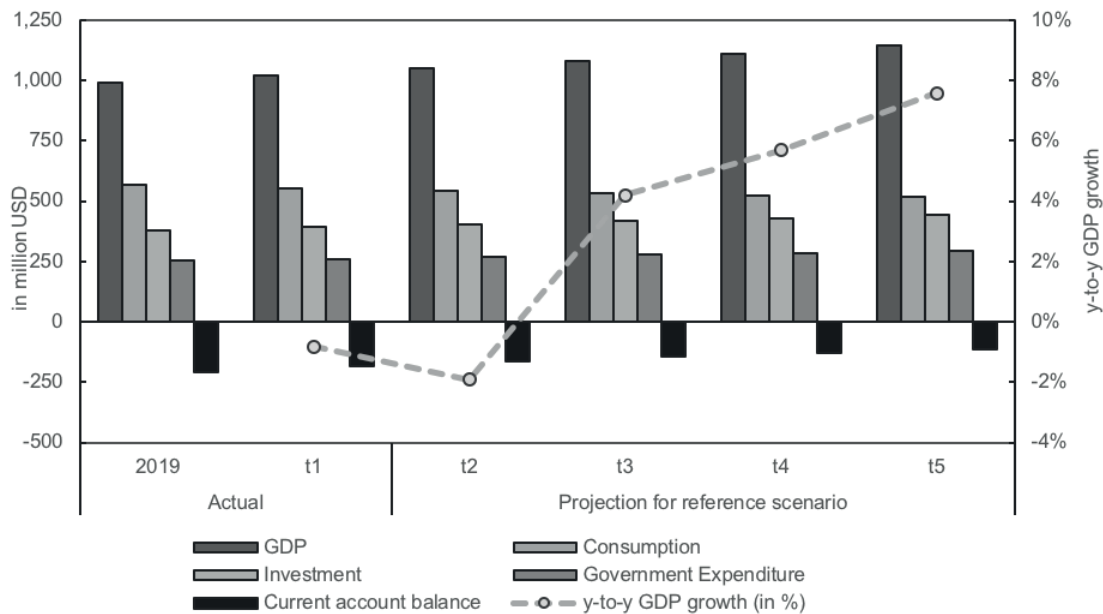 1,250
1,000
750
500
250
0
-250
-500
in million USD
10%
8%
6%
4%
2%
0%
-2%
-4%
y-to-y GDP growth
2019 t1 t2 t3 t4 t5
Actual Projection for reference scenario
GDP Consumption
Investment Government Expenditure
Current account balance y-to-y GDP growth (in %)